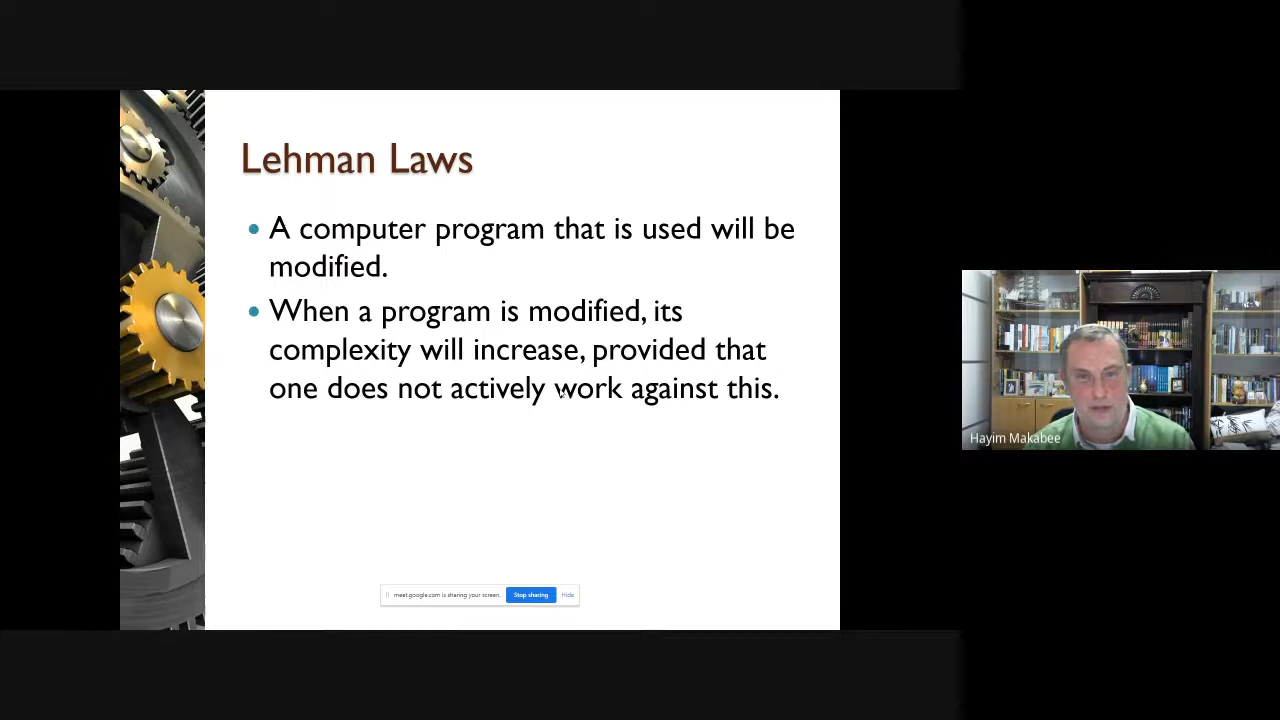 Lehman Laws
• A computer program that is used will be
modified.
• When a program is modified, its
complexity will increase, provided that
one does not actively work against this.
Hayim Makabee
meet.google.com is sharing your screen.
Stop sharing
Hide